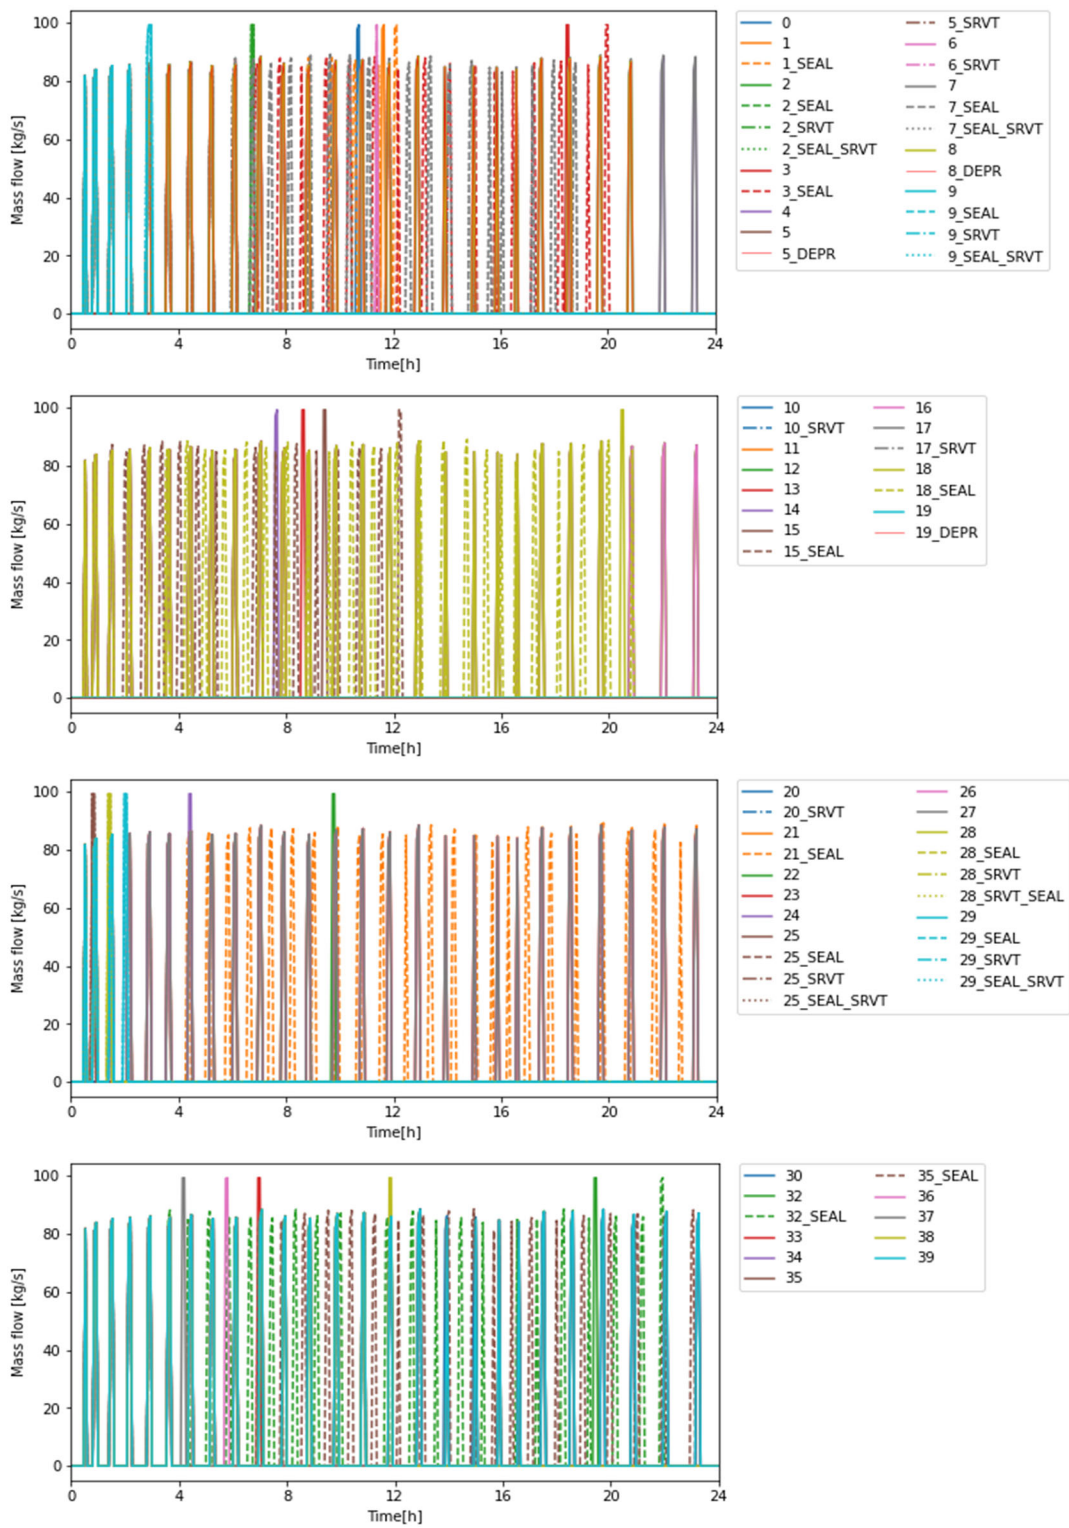 100
80
60
40
20
0
Mass flow [kg/s]
0 4 8 12 16 20 24
Time[h]
0
1
1_SEAL
2
2_SEAL
2_SRVT
2_SEAL_SRVT
3
3_SEAL
4
5
5_DEPR
5_SRVT
6
6_SRVT
7
7_SEAL
7_SEAL_SRVT
8
8_DEPR
9
9_SEAL
9_SRVT
9_SEAL_SRVT
100
80
60
40
20
0
Mass flow [kg/s]
0 4 8 12 16 20 24
Time[h]
10
10_SRVT
11
12
13
14
15
15_SEAL
16
17
17_SRVT
18
18_SEAL
19
19_DEPR
100
80
60
40
20
0
Mass flow [kg/s]
0 4 8 12 16 20 24
Time[h]
20
20_SRVT
21
21_SEAL
22
23
24
25
25_SEAL
25_SRVT
25_SEAL_SRVT
26
27
28
28_SEAL
28_SRVT
28_SRVT_SEAL
29
29_SEAL
29_SRVT
29_SEAL_SRVT
100
80
60
40
20
0
Mass flow [kg/s]
0 4 8 12 16 20 24
Time[h]
30
32
32_SEAL
33
34
35
35_SEAL
36
37
38
39